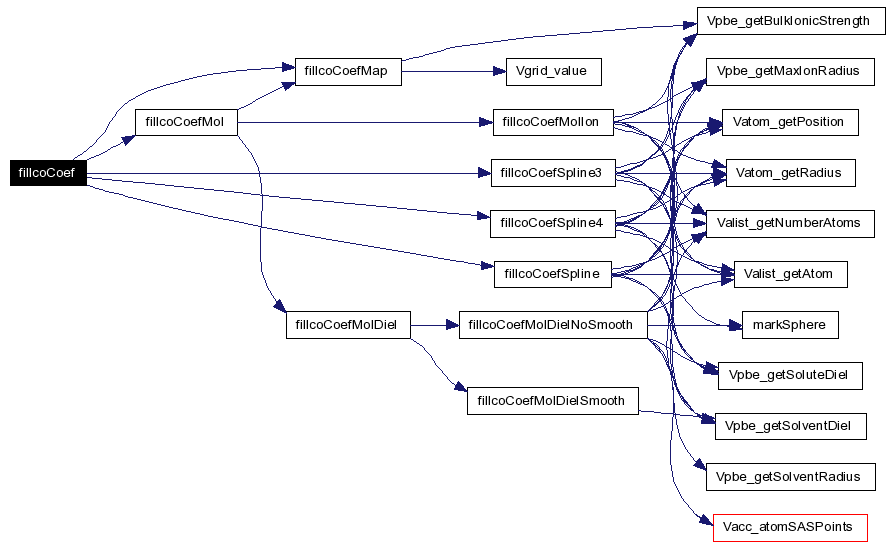 fillcoCoef
fillcoCoefMap
fillcoCoefMol
fillcoCoefMolDiel
Vgrid_value
fillcoCoefMolIon
fillcoCoefSpline3
fillcoCoefSpline4
fillcoCoefSpline
fillcoCoefMolDielNoSmooth
fillcoCoefMolDielSmooth
Vpbe_getBulkIonicStrength
Vpbe_getMaxIonRadius
Vatom_getPosition
Vatom_getRadius
Valist_getNumberAtoms
Valist_getAtom
markSphere
Vpbe_getSoluteDiel
Vpbe_getSolventDiel
Vpbe_getSolventRadius
Vacc_atomSASPoints